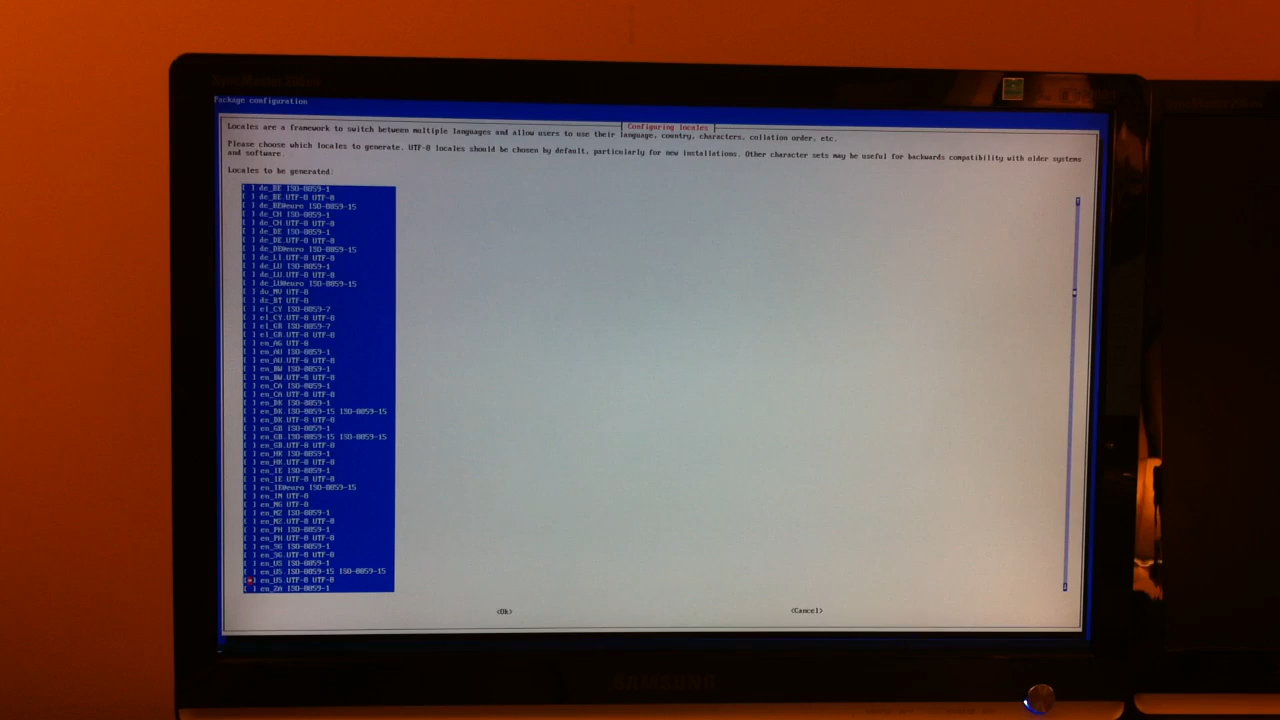 SyncMaster
Package configuration
Configuring locales
Locales are a framework to switch between multiple languages and allow users to use their language, country, characters, collation order, etc.
Please choose which locales to generate. UTF-8 locales should be chosen by default, particularly for new installations. Other character sets may be useful for backwards compatibility with older systems
and software.
Locales to be generated:
[ ] de_BE ISO-8859-1
[ ] de_BE.UTF-8 UTF-8
[ ] de_BE@euro ISO-8859-15
[ ] de_CH ISO-8859-1
[ ] de_CH.UTF-8 UTF-8
[ ] de_DE ISO-8859-1
[ ] de_DE.UTF-8 UTF-8
[ ] de_DE@euro ISO-8859-15
[ ] de_LI.UTF-8 UTF-8
[ ] de_LU ISO-8859-1
[ ] de_LU.UTF-8 UTF-8
[ ] de_LU@euro ISO-8859-15
[ ] dv_MV UTF-8
[ ] dz_BT UTF-8
[ ] el_CY ISO-8859-7
[ ] el_CY.UTF-8 UTF-8
[ ] el_GR ISO-8859-7
[ ] el_GR.UTF-8 UTF-8
[ ] en_AG UTF-8
[ ] en_AU ISO-8859-1
[ ] en_AU.UTF-8 UTF-8
[ ] en_BW ISO-8859-1
[ ] en_BW.UTF-8 UTF-8
[ ] en_CA ISO-8859-1
[ ] en_CA.UTF-8 UTF-8
[ ] en_DK ISO-8859-1
[ ] en_DK.ISO-8859-15 ISO-8859-15
[ ] en_DK.UTF-8 UTF-8
[ ] en_GB ISO-8859-1
[ ] en_GB.ISO-8859-15 ISO-8859-15
[ ] en_GB.UTF-8 UTF-8
[ ] en_HK ISO-8859-1
[ ] en_HK.UTF-8 UTF-8
[ ] en_IE ISO-8859-1
[ ] en_IE.UTF-8 UTF-8
[ ] en_IE@euro ISO-8859-15
[ ] en_IN UTF-8
[ ] en_NG UTF-8
[ ] en_NZ ISO-8859-1
[ ] en_NZ.UTF-8 UTF-8
[ ] en_PH ISO-8859-1
[ ] en_PH.UTF-8 UTF-8
[ ] en_SG ISO-8859-1
[ ] en_SG.UTF-8 UTF-8
[ ] en_US ISO-8859-1
[ ] en_US.ISO-8859-15 ISO-8859-15
[*] en_US.UTF-8 UTF-8
[ ] en_ZA ISO-8859-1
<Ok>
<Cancel>
SAMSUNG